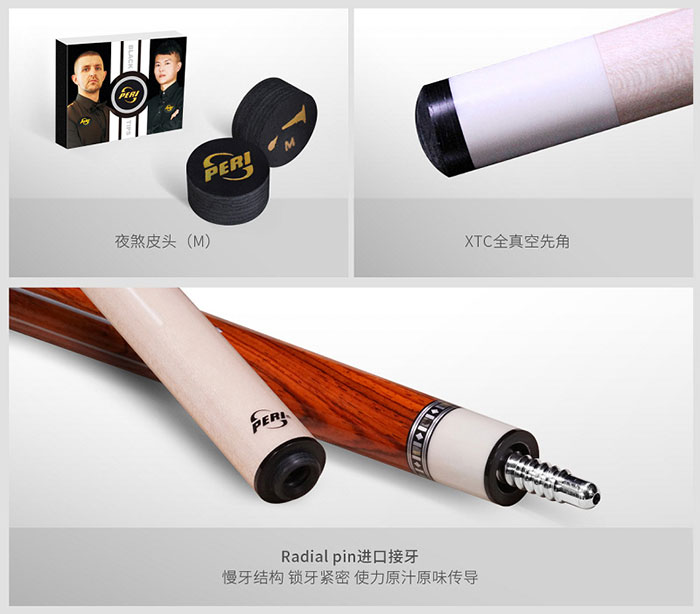 BLACK
PERI
TIPS
PERI
M
夜煞皮头（M）
XTC全真空先角
PERI
Radial pin进口接牙
慢牙结构 锁牙紧密 使力原汁原味传导